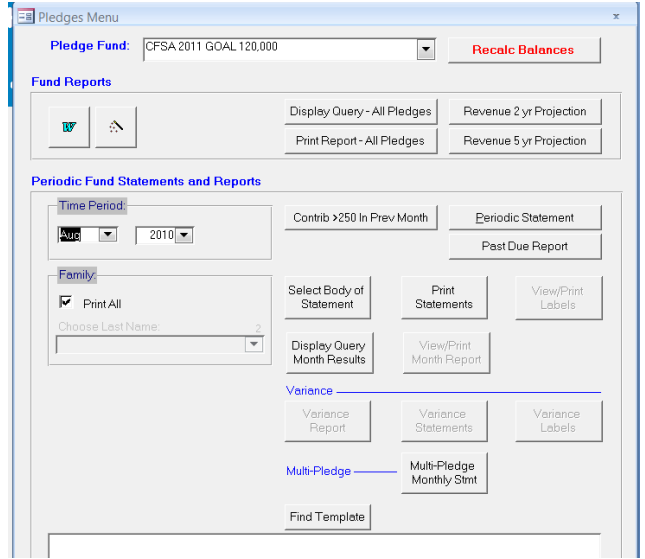 Pledges Menu x
Pledge Fund: CFSA 2011 GOAL 120,000 Recalc Balances
Fund Reports
W Display Query - All Pledges Revenue 2 yr Projection
Print Report - All Pledges Revenue 5 yr Projection
Periodic Fund Statements and Reports
Time Period:
Aug 2010
Contrib >250 In Prev Month Periodic Statement
Past Due Report
Family:
Print All
Choose Last Name: 2
Select Body of Statement
Print Statements
View/Print Labels
Display Query Month Results
View/Print Month Report
Variance
Variance Report
Variance Statements
Variance Labels
Multi-Pledge
Multi-Pledge Monthly Stmt
Find Template